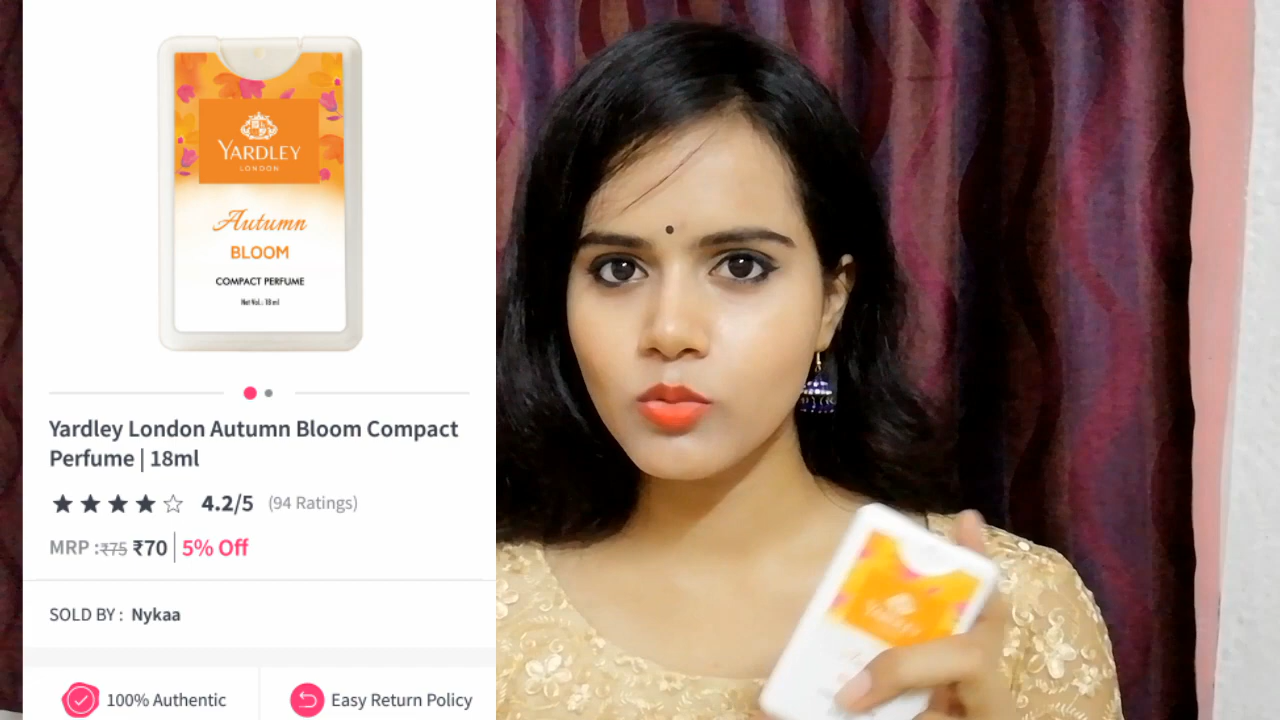 YARDLEY
LONDON
Autumn
BLOOM
COMPACT PERFUME
Net Vol.: 18 ml
Yardley London Autumn Bloom Compact
Perfume | 18ml
4.2/5 (94 Ratings)
MRP :₹75 ₹70 | 5% Off
SOLD BY : Nykaa
100% Authentic
Easy Return Policy
YARDLEY